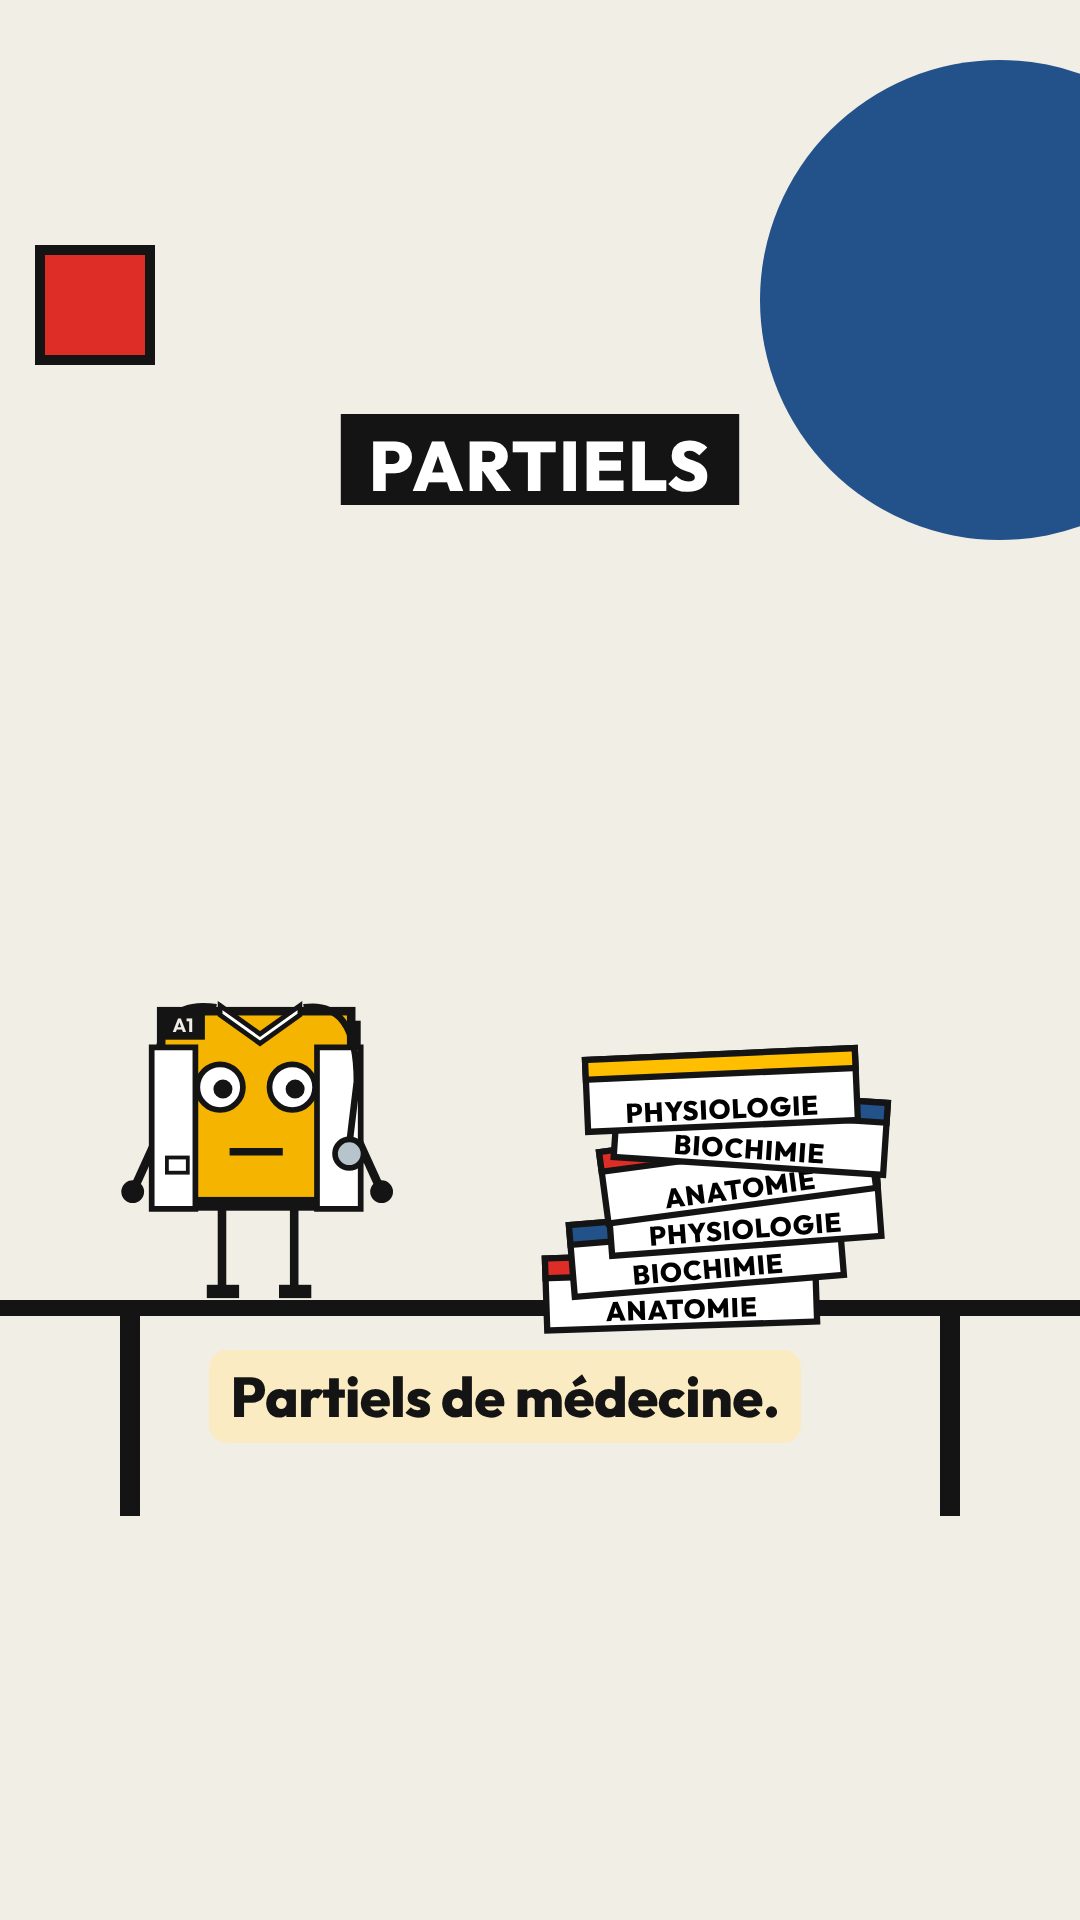 PARTIELS
A1
PHYSIOLOGIE
BIOCHIMIE
ANATOMIE
PHYSIOLOGIE
BIOCHIMIE
ANATOMIE
Partiels de médecine.